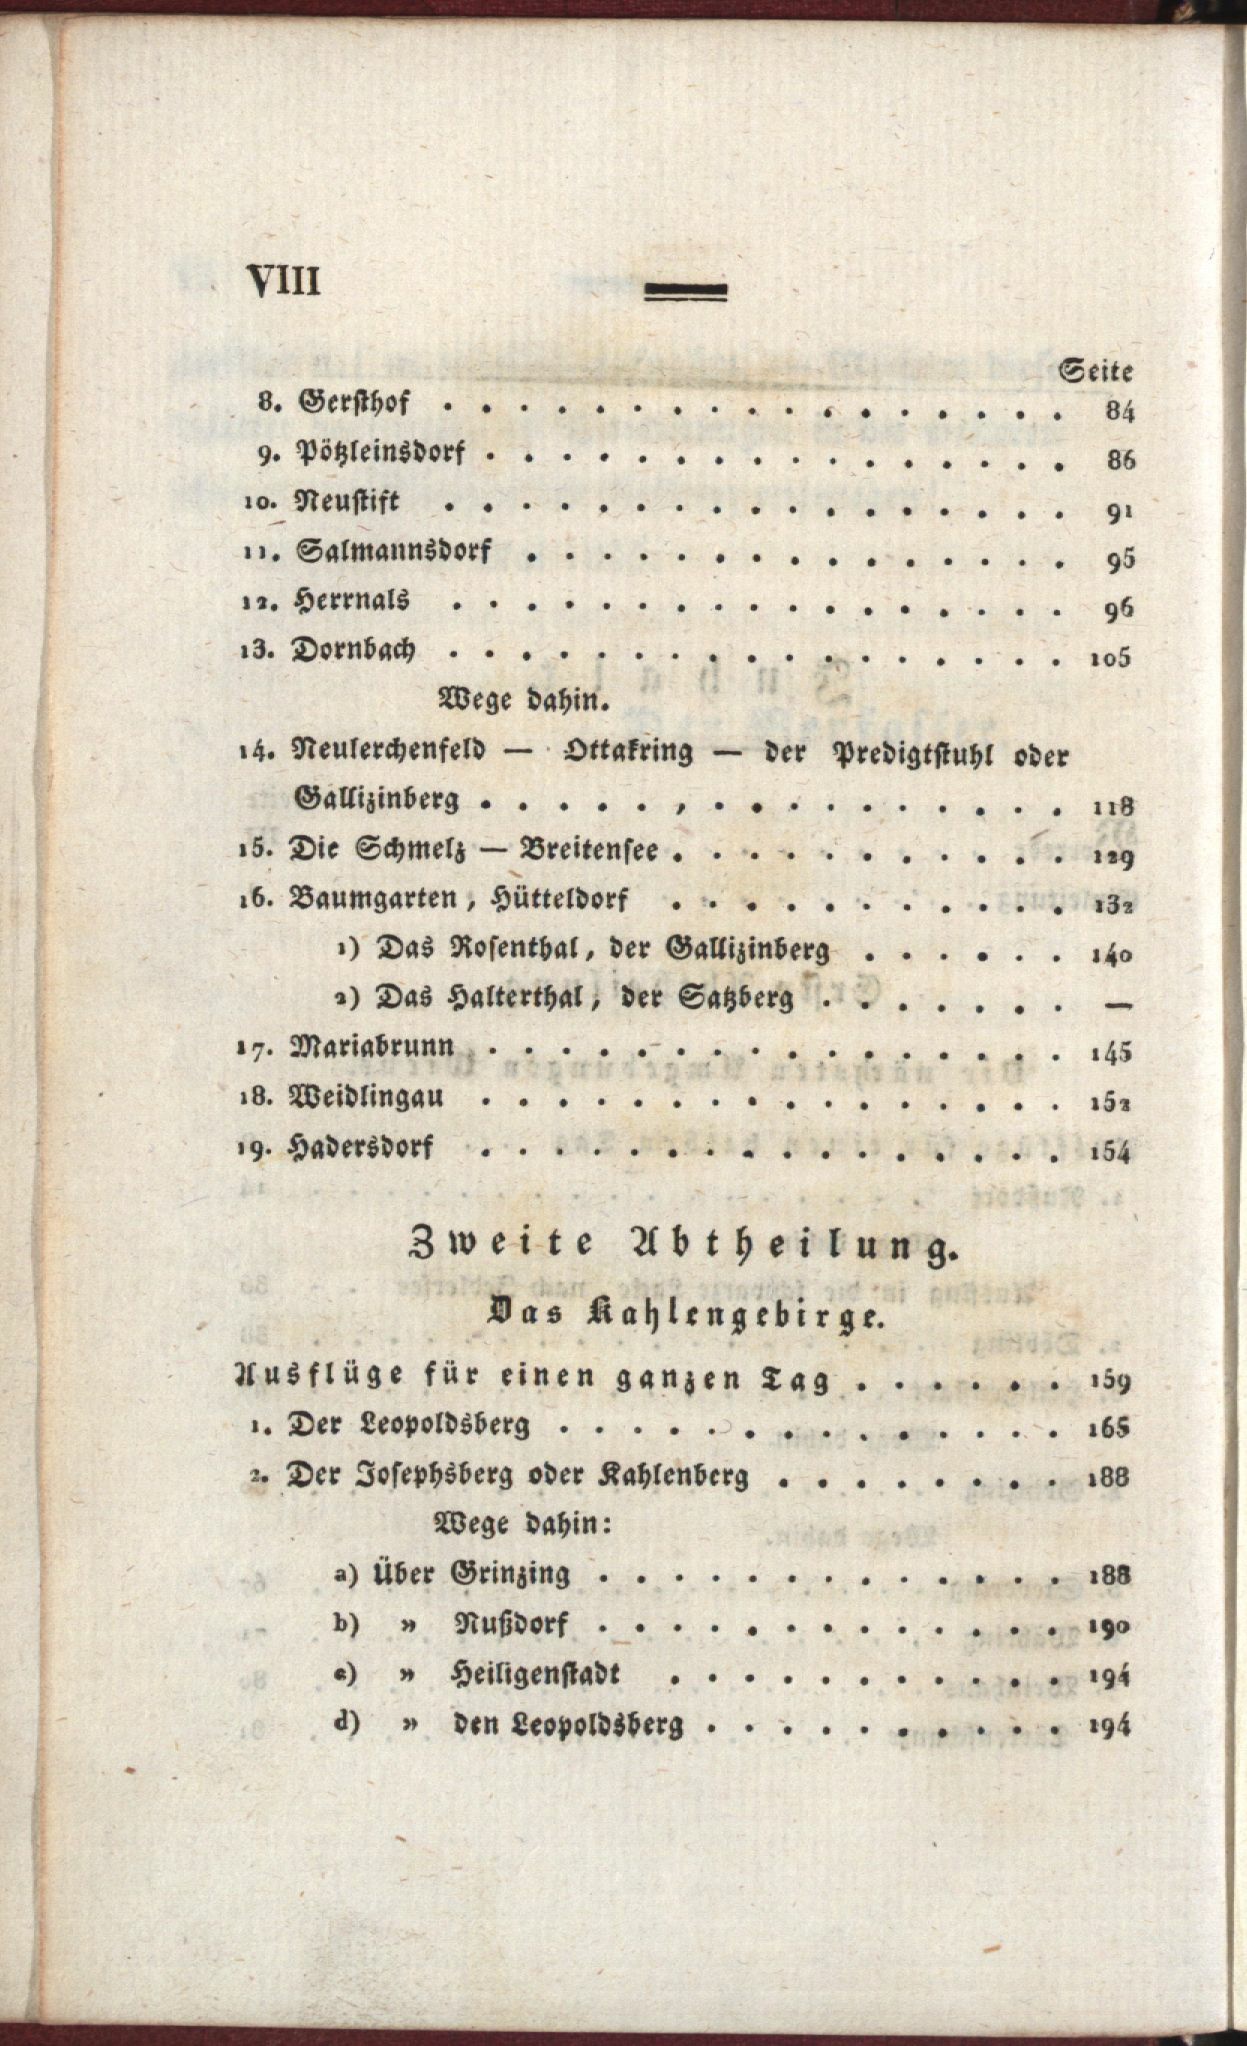 VIII
Seite
8. Gersthof . . . . . . . . . . . . . . . . . 84
9. Pötzleinsdorf . . . . . . . . . . . . . . . . 86
10. Neustift . . . . . . . . . . . . . . . . . 91
11. Salmannsdorf . . . . . . . . . . . . . . . 95
12. Herrnals . . . . . . . . . . . . . . . . . 96
13. Dornbach . . . . . . . . . . . . . . . . . 105
Wege dahin.
14. Neulerchenfeld — Ottakring — der Predigtstuhl oder
Gallizinberg . . . . . , . . . . . . . . . . 118
15. Die Schmelz — Breitensee . . . . . . . . . . . 129
16. Baumgarten, Hütteldorf . . . . . . . . . . . 132
1) Das Rosenthal, der Gallizinberg . . . . . . 140
2) Das Halterthal, der Satzberg . . . . . . . —
17. Mariabrunn . . . . . . . . . . . . . . . . 145
18. Weidlingau . . . . . . . . . . . . . . . . 152
19. Hadersdorf . . . . . . . . . . . . . . . . 154
Zweite Abtheilung.
Das Kahlengebirge.
Ausflüge für einen ganzen Tag . . . . . . 159
1. Der Leopoldsberg . . . . . . . . . . . . . . 165
2. Der Josephsberg oder Kahlenberg . . . . . . . . 188
Wege dahin:
a) Über Grinzing . . . . . . . . . . . . . 188
b) » Nußdorf . . . . . . . . . . . . . 190
c) » Heiligenstadt . . . . . . . . . . . 194
d) » den Leopoldsberg . . . . . . . . . . 194